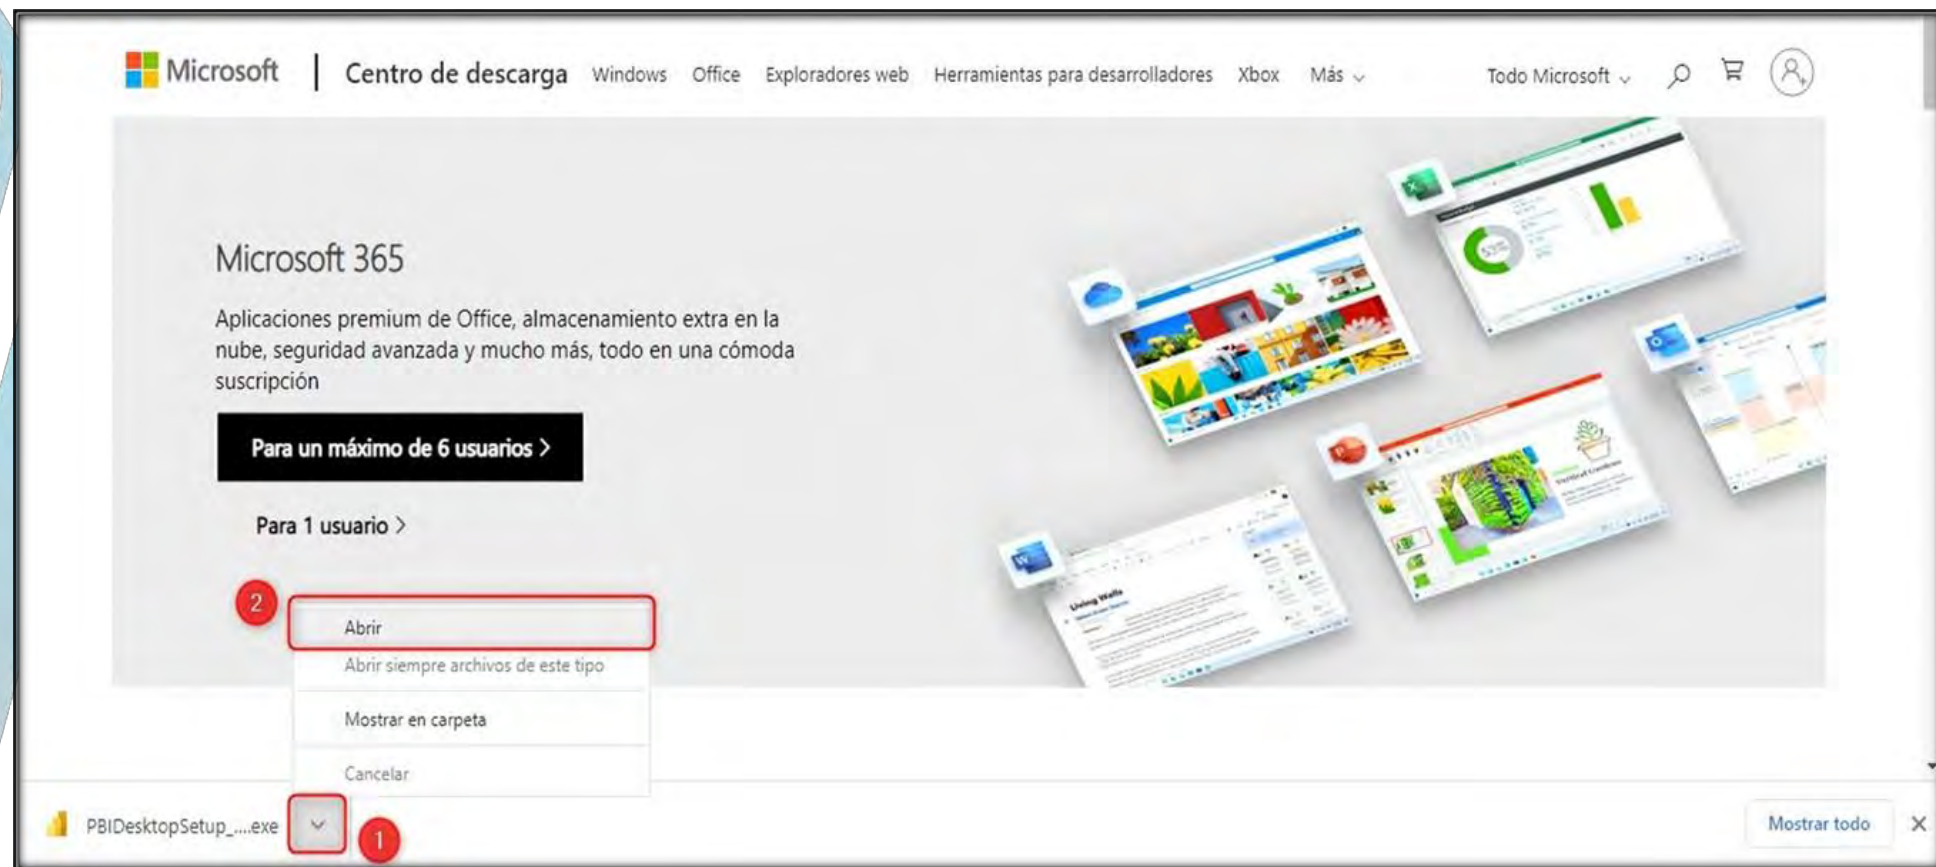 Microsoft | Centro de descarga Windows Office Exploradores web Herramientas para desarrolladores Xbox Más Todo Microsoft
Microsoft 365
Aplicaciones premium de Office, almacenamiento extra en la
nube, seguridad avanzada y mucho más, todo en una cómoda
suscripción
Para un máximo de 6 usuarios >
Para 1 usuario >
Living Walls
2
Abrir
Abrir siempre archivos de este tipo
Mostrar en carpeta
Cancelar
PBIDesktopSetup_....exe
1
Mostrar todo